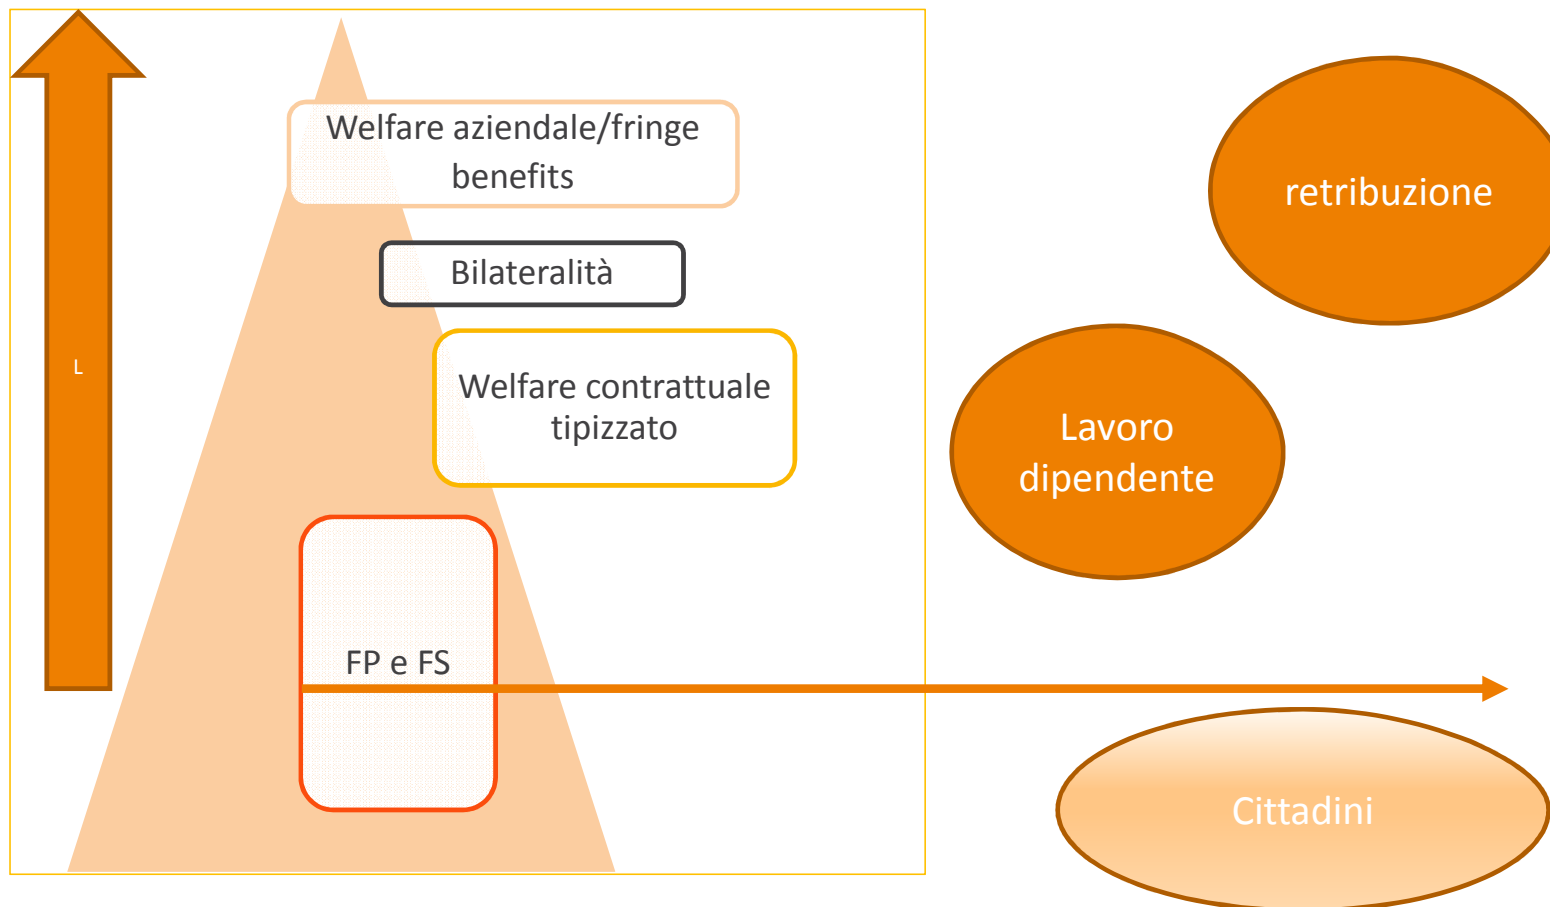 Welfare aziendale/fringe
benefits
retribuzione
Bilateralità
L
Welfare contrattuale
tipizzato
Lavoro
dipendente
FP e FS
Cittadini